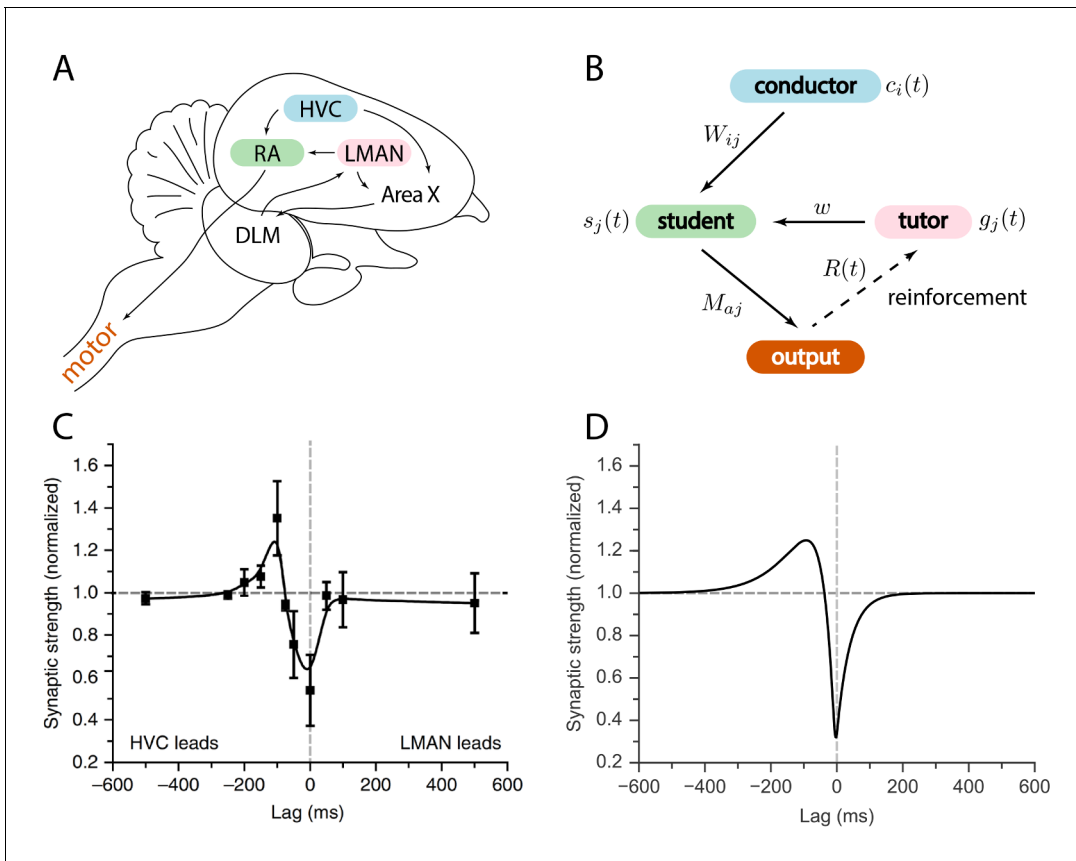 A
HVC
RA
LMAN
Area X
DLM
motor
B
conductor
c_i(t)
W_ij
s_j(t)
student
w
tutor
g_j(t)
R(t)
M_aj
reinforcement
output
C
Synaptic strength (normalized)
1.6
1.4
1.2
1.0
0.8
0.6
0.4
0.2
HVC leads
LMAN leads
−600 −400 −200 0 200 400 600
Lag (ms)
D
Synaptic strength (normalized)
1.6
1.4
1.2
1.0
0.8
0.6
0.4
0.2
−600 −400 −200 0 200 400 600
Lag (ms)